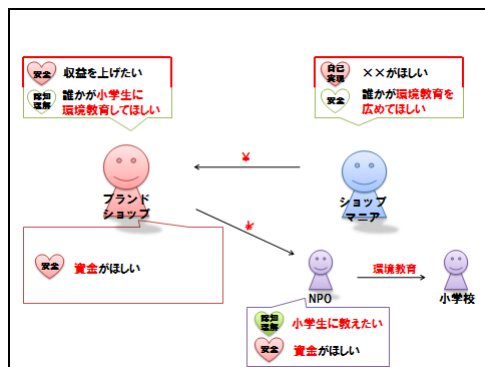 安全 収益を上げたい
認知
理解
誰かが小学生に
環境教育してほしい
自己
実現
××がほしい
安全
誰かが環境教育を
広めてほしい
¥
ブランド
ショップ
ショップ
マニア
¥
安全 資金がほしい
環境教育
NPO
小学校
認知
理解
小学生に教えたい
安全 資金がほしい